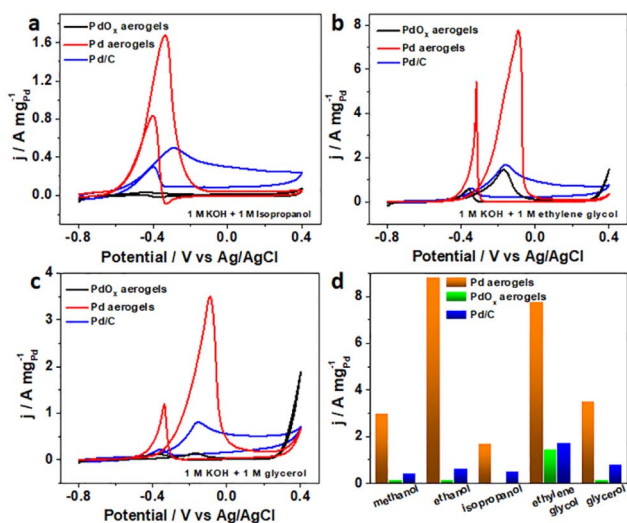 a
PdOx aerogels
Pd aerogels
Pd/C
1.6
1.2
0.8
0.4
0.0
j / A mg-1Pd
1 M KOH + 1 M Isopropanol
-0.8 -0.4 0.0 0.4
Potential / V vs Ag/AgCl
b
PdOx aerogels
Pd aerogels
Pd/C
8
6
4
2
0
j / A mg-1Pd
1 M KOH + 1 M ethylene glycol
-0.8 -0.4 0.0 0.4
Potential / V vs Ag/AgCl
c
PdOx aerogels
Pd aerogels
Pd/C
4
3
2
1
0
j / A mg-1Pd
1 M KOH + 1 M glycerol
-0.8 -0.4 0.0 0.4
Potential / V vs Ag/AgCl
d
Pd aerogels
PdOx aerogels
Pd/C
8
6
4
2
0
j / A mg-1Pd
methanol
ethanol
isopropanol
ethylene
glycol
glycerol